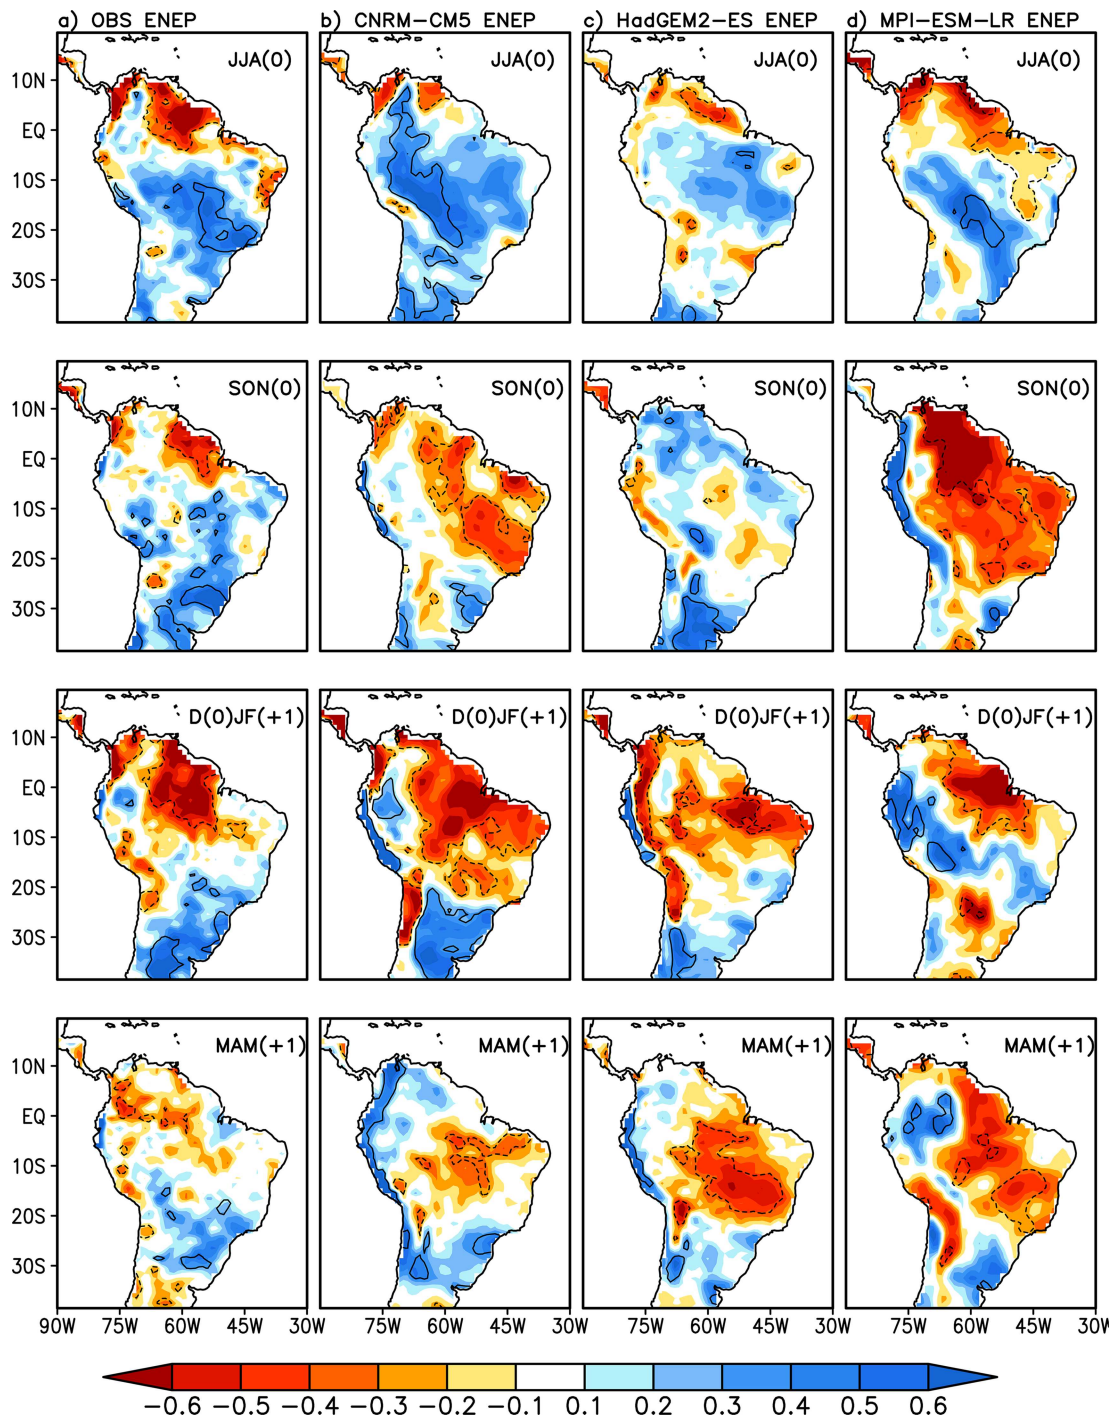 a) OBS ENEP b) CNRM-CM5 ENEP c) HadGEM2-ES ENEP d) MPI-ESM-LR ENEP
JJA(0) JJA(0) JJA(0) JJA(0)
10N
EQ
10S
20S
30S
SON(0) SON(0) SON(0) SON(0)
10N
EQ
10S
20S
30S
D(0)JF(+1) D(0)JF(+1) D(0)JF(+1) D(0)JF(+1)
10N
EQ
10S
20S
30S
MAM(+1) MAM(+1) MAM(+1) MAM(+1)
10N
EQ
10S
20S
30S
90W 75W 60W 45W 30W 75W 60W 45W 30W 75W 60W 45W 30W 75W 60W 45W 30W
-0.6 -0.5 -0.4 -0.3 -0.2 -0.1 0.1 0.2 0.3 0.4 0.5 0.6